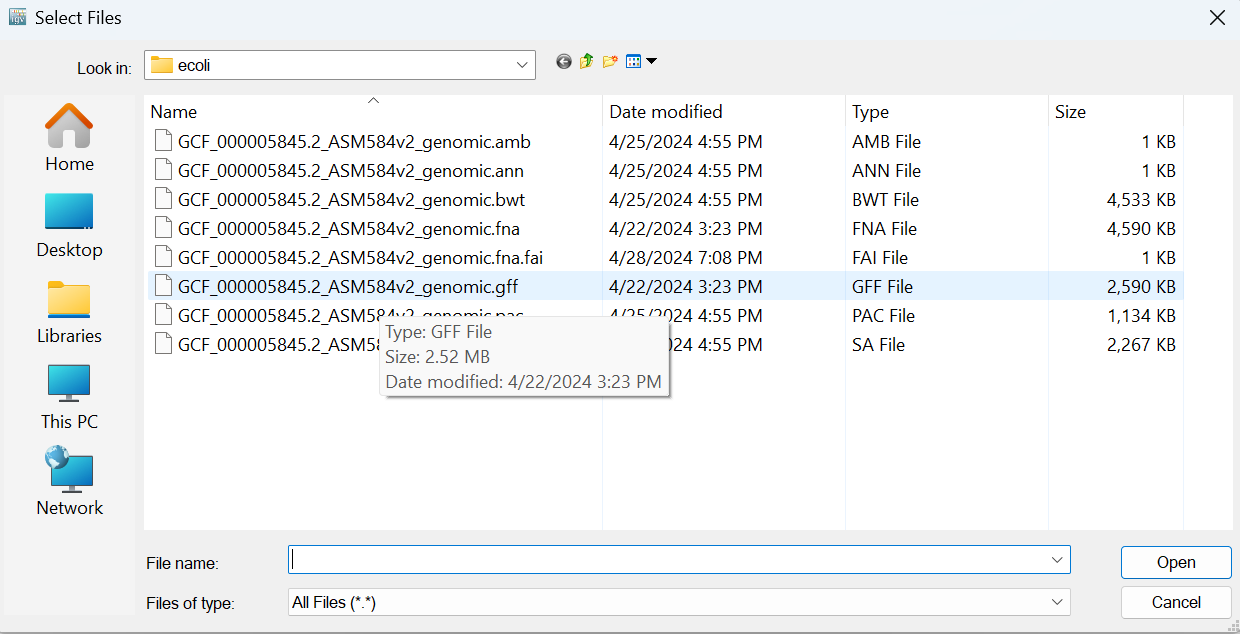 Select Files
Look in: ecoli
Name Date modified Type Size
GCF_000005845.2_ASM584v2_genomic.amb 4/25/2024 4:55 PM AMB File 1 KB
GCF_000005845.2_ASM584v2_genomic.ann 4/25/2024 4:55 PM ANN File 1 KB
GCF_000005845.2_ASM584v2_genomic.bwt 4/25/2024 4:55 PM BWT File 4,533 KB
GCF_000005845.2_ASM584v2_genomic.fna 4/22/2024 3:23 PM FNA File 4,590 KB
GCF_000005845.2_ASM584v2_genomic.fna.fai 4/28/2024 7:08 PM FAI File 1 KB
GCF_000005845.2_ASM584v2_genomic.gff 4/22/2024 3:23 PM GFF File 2,590 KB
GCF_000005845.2_ASM584v2_genomic.pac 4/25/2024 4:55 PM PAC File 1,134 KB
GCF_000005845.2_ASM58 24 4:55 PM SA File 2,267 KB
Type: GFF File
Size: 2.52 MB
Date modified: 4/22/2024 3:23 PM
Home
Desktop
Libraries
This PC
Network
File name:
Open
Files of type: All Files (*.*)
Cancel